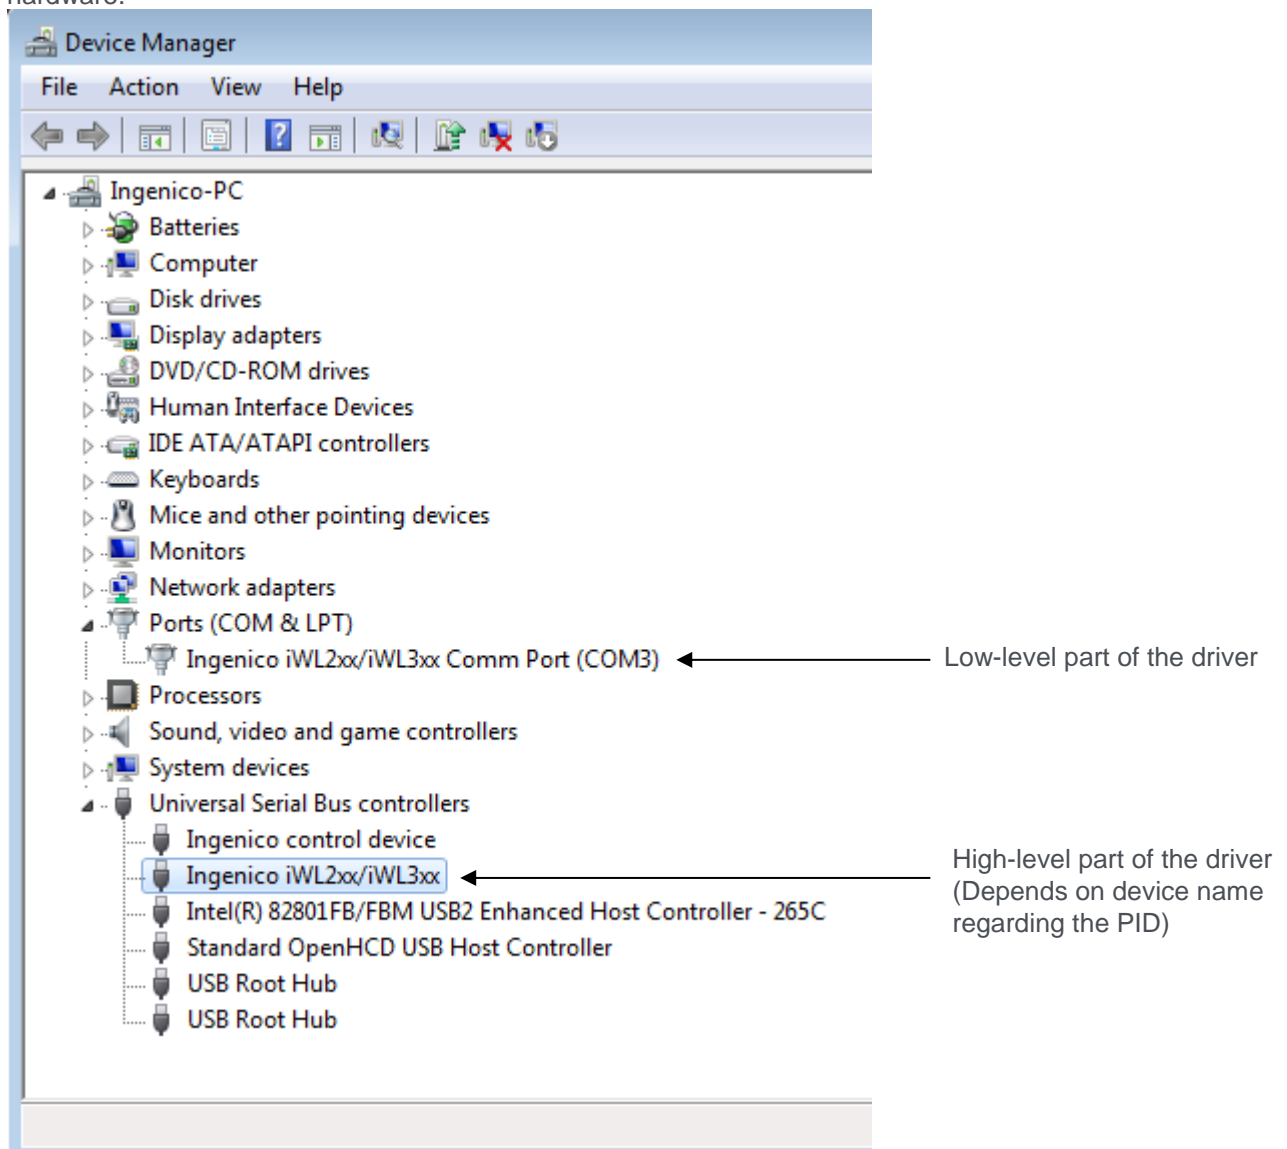 hardware.
Device Manager
File Action View Help
Ingenico-PC
Batteries
Computer
Disk drives
Display adapters
DVD/CD-ROM drives
Human Interface Devices
IDE ATA/ATAPI controllers
Keyboards
Mice and other pointing devices
Monitors
Network adapters
Ports (COM & LPT)
Ingenico iWL2xx/iWL3xx Comm Port (COM3)
Low-level part of the driver
Processors
Sound, video and game controllers
System devices
Universal Serial Bus controllers
Ingenico control device
Ingenico iWL2xx/iWL3xx
High-level part of the driver
(Depends on device name
regarding the PID)
Intel(R) 82801FB/FBM USB2 Enhanced Host Controller - 265C
Standard OpenHCD USB Host Controller
USB Root Hub
USB Root Hub